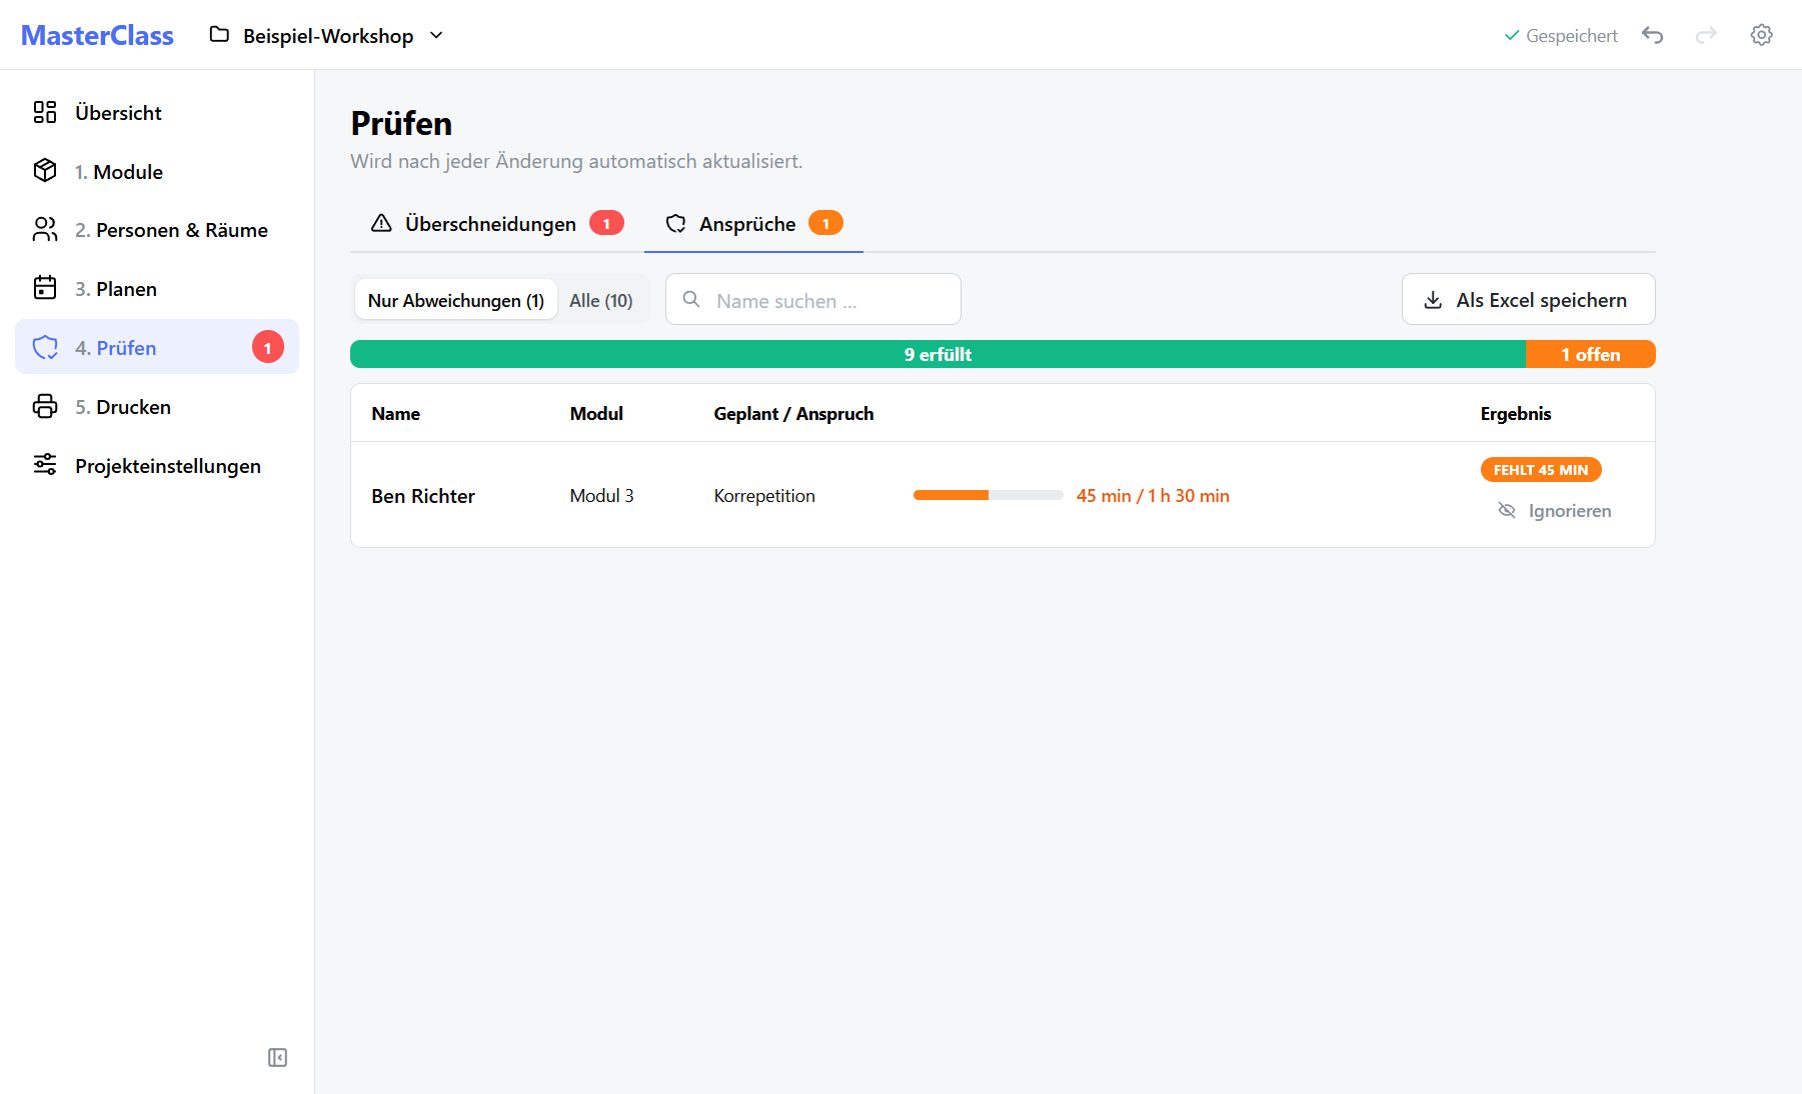 MasterClass
Beispiel-Workshop
Gespeichert
Übersicht
1. Module
2. Personen & Räume
3. Planen
4. Prüfen
1
5. Drucken
Projekteinstellungen
Prüfen
Wird nach jeder Änderung automatisch aktualisiert.
Überschneidungen 1 Ansprüche 1
Nur Abweichungen (1) Alle (10) Name suchen ... Als Excel speichern
9 erfüllt 1 offen
Name Modul Geplant / Anspruch Ergebnis
Ben Richter Modul 3 Korrepetition 45 min / 1 h 30 min FEHLT 45 MIN
Ignorieren